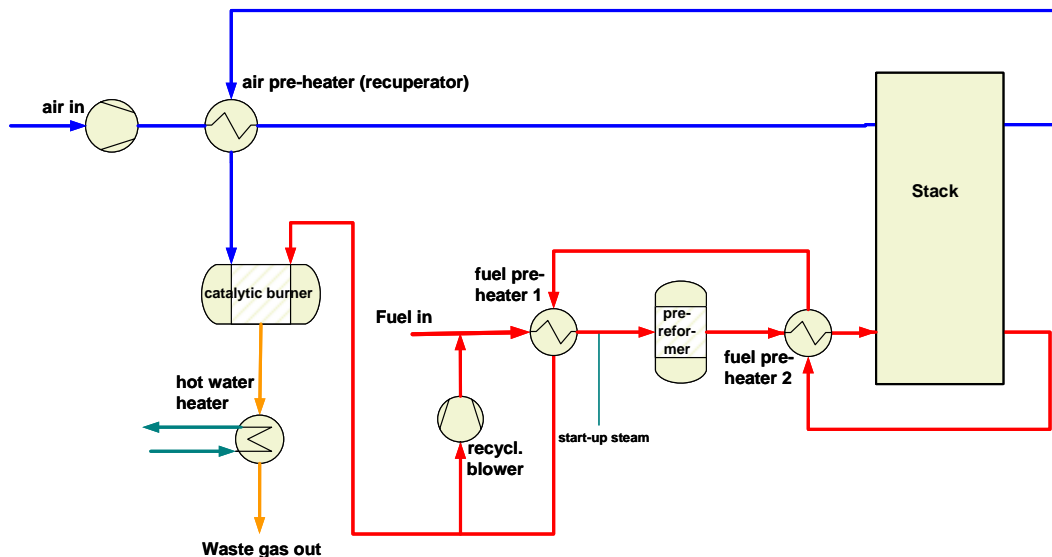 air pre-heater (recuperator)
air in
Stack
catalytic burner
fuel pre-
heater 1
Fuel in
pre-
refor-
mer
fuel pre-
heater 2
hot water
heater
recycl.
blower
start-up steam
Waste gas out